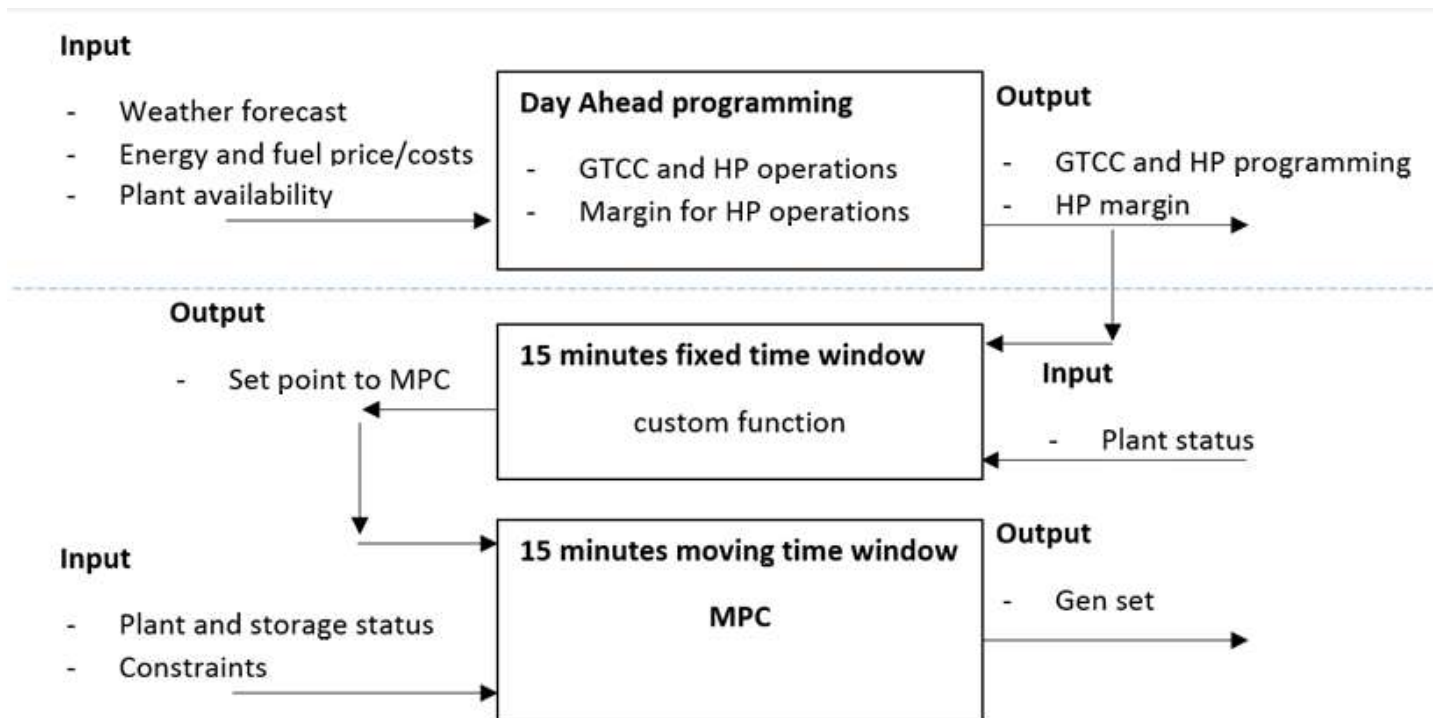 Input
- Weather forecast
- Energy and fuel price/costs
- Plant availability
Day Ahead programming
- GTCC and HP operations
- Margin for HP operations
Output
- GTCC and HP programming
- HP margin
Output
- Set point to MPC
15 minutes fixed time window
custom function
Input
- Plant status
Input
- Plant and storage status
- Constraints
15 minutes moving time window
MPC
Output
- Gen set